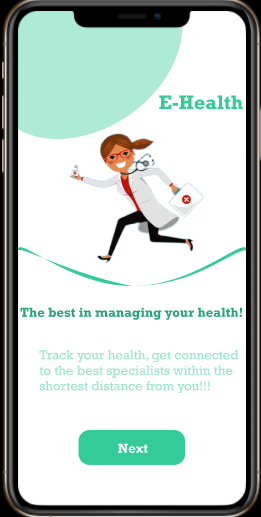 E-Health
The best in managing your health!
Track your health, get connected
to the best specialists within the
shortest distance from you!!!
Next